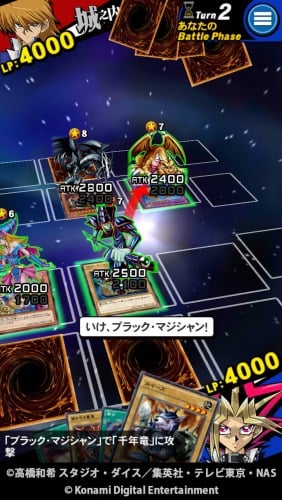 城之内
LP:4000
Turn 2
あなたの
Battle Phase
8
7
ATK 2800
2400
ATK 2400
2000
6
7
ATK 2000
1700
ATK 2500
2100
いけ、ブラック・マジシャン!
LP:4000
「ブラック・マジシャン」で「千年竜」に攻
撃
©高橋和希 スタジオ・ダイス／集英社・テレビ東京・NAS
© Konami Digital Entertainment